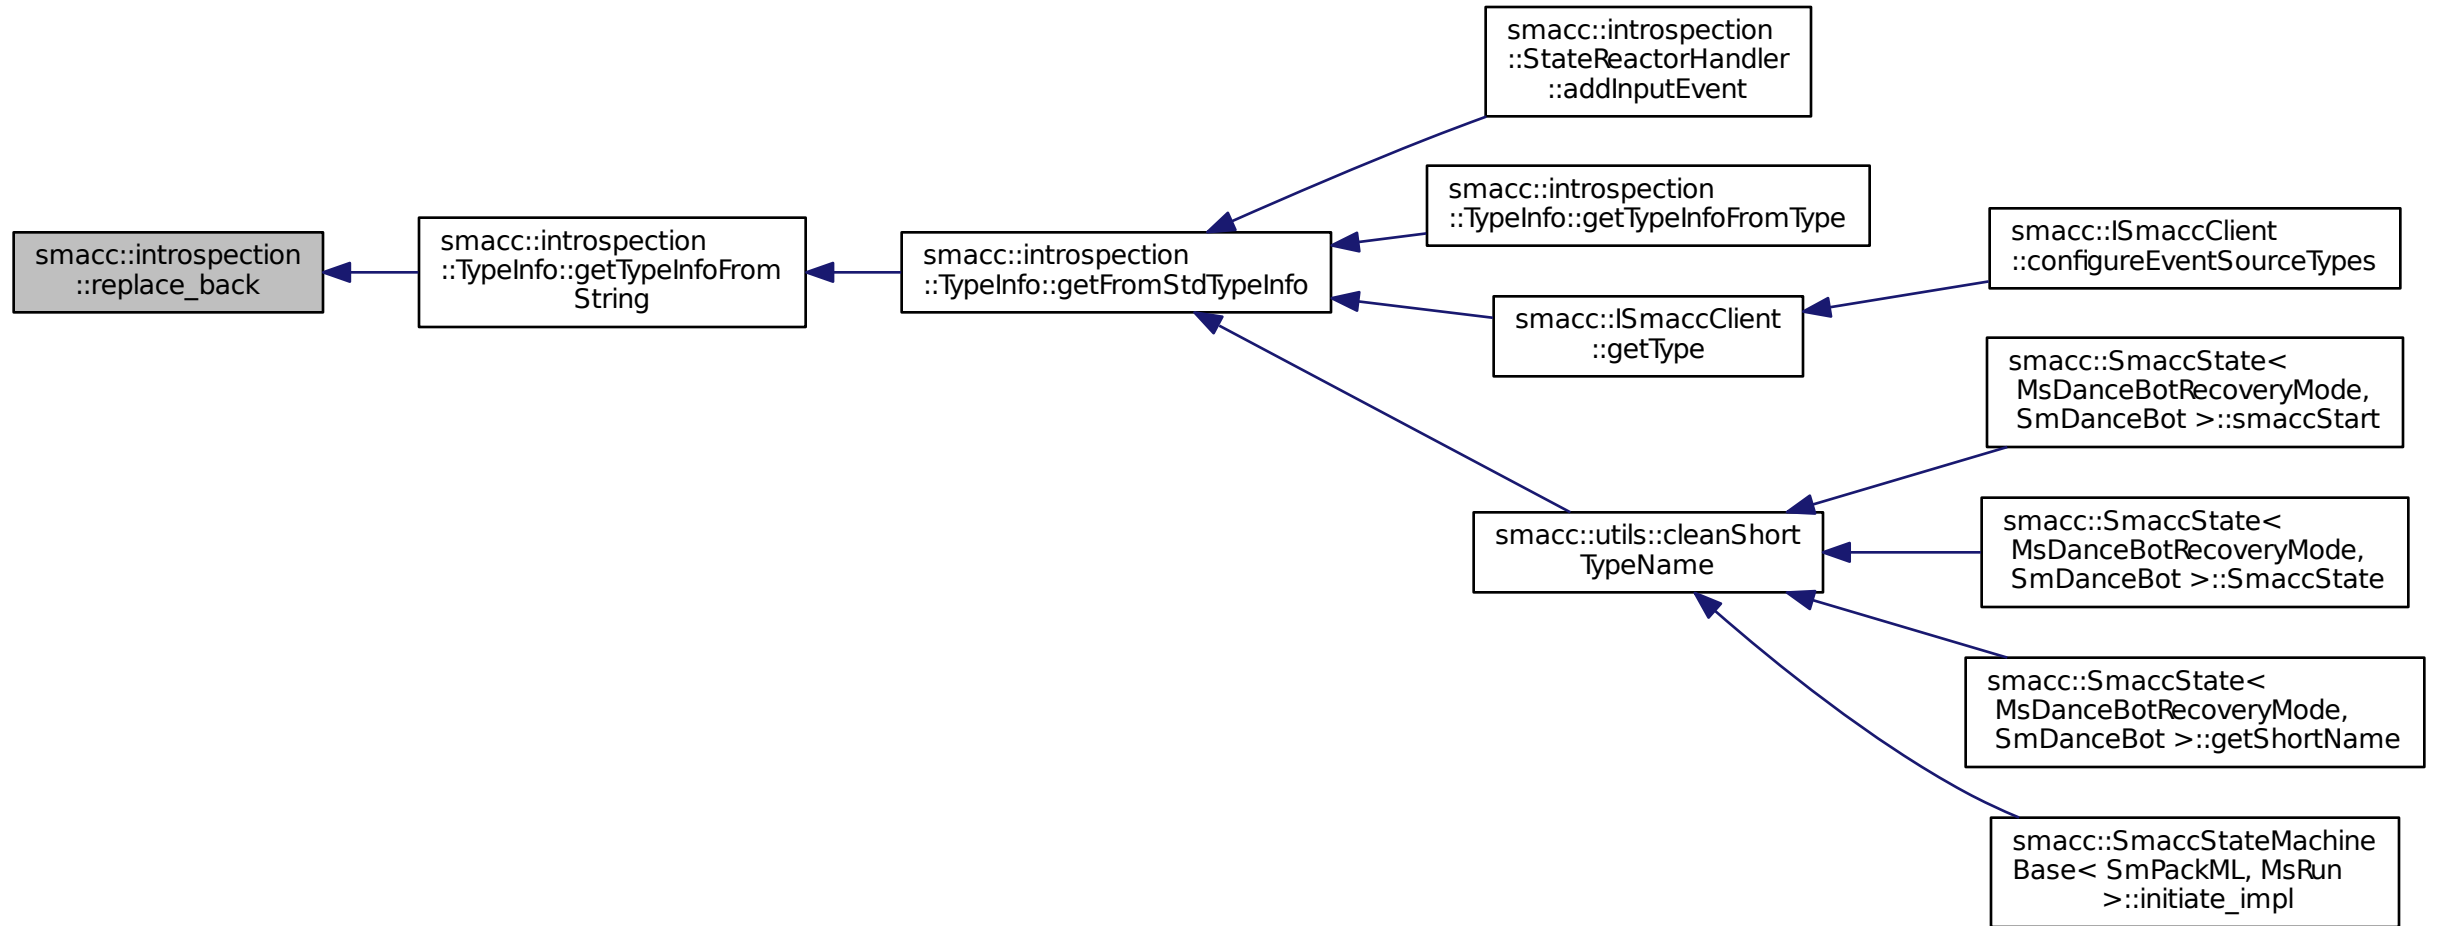 smacc::introspection
::replace_back
smacc::introspection
::TypeInfo::getTypeInfoFrom
String
smacc::introspection
::TypeInfo::getFromStdTypeInfo
smacc::introspection
::StateReactorHandler
::addInputEvent
smacc::introspection
::TypeInfo::getTypeInfoFromType
smacc::ISmaccClient
::getType
smacc::ISmaccClient
::configureEventSourceTypes
smacc::utils::cleanShort
TypeName
smacc::SmaccState<
MsDanceBotRecoveryMode,
SmDanceBot >::smaccStart
smacc::SmaccState<
MsDanceBotRecoveryMode,
SmDanceBot >::SmaccState
smacc::SmaccState<
MsDanceBotRecoveryMode,
SmDanceBot >::getShortName
smacc::SmaccStateMachine
Base< SmPackML, MsRun
>::initiate_impl